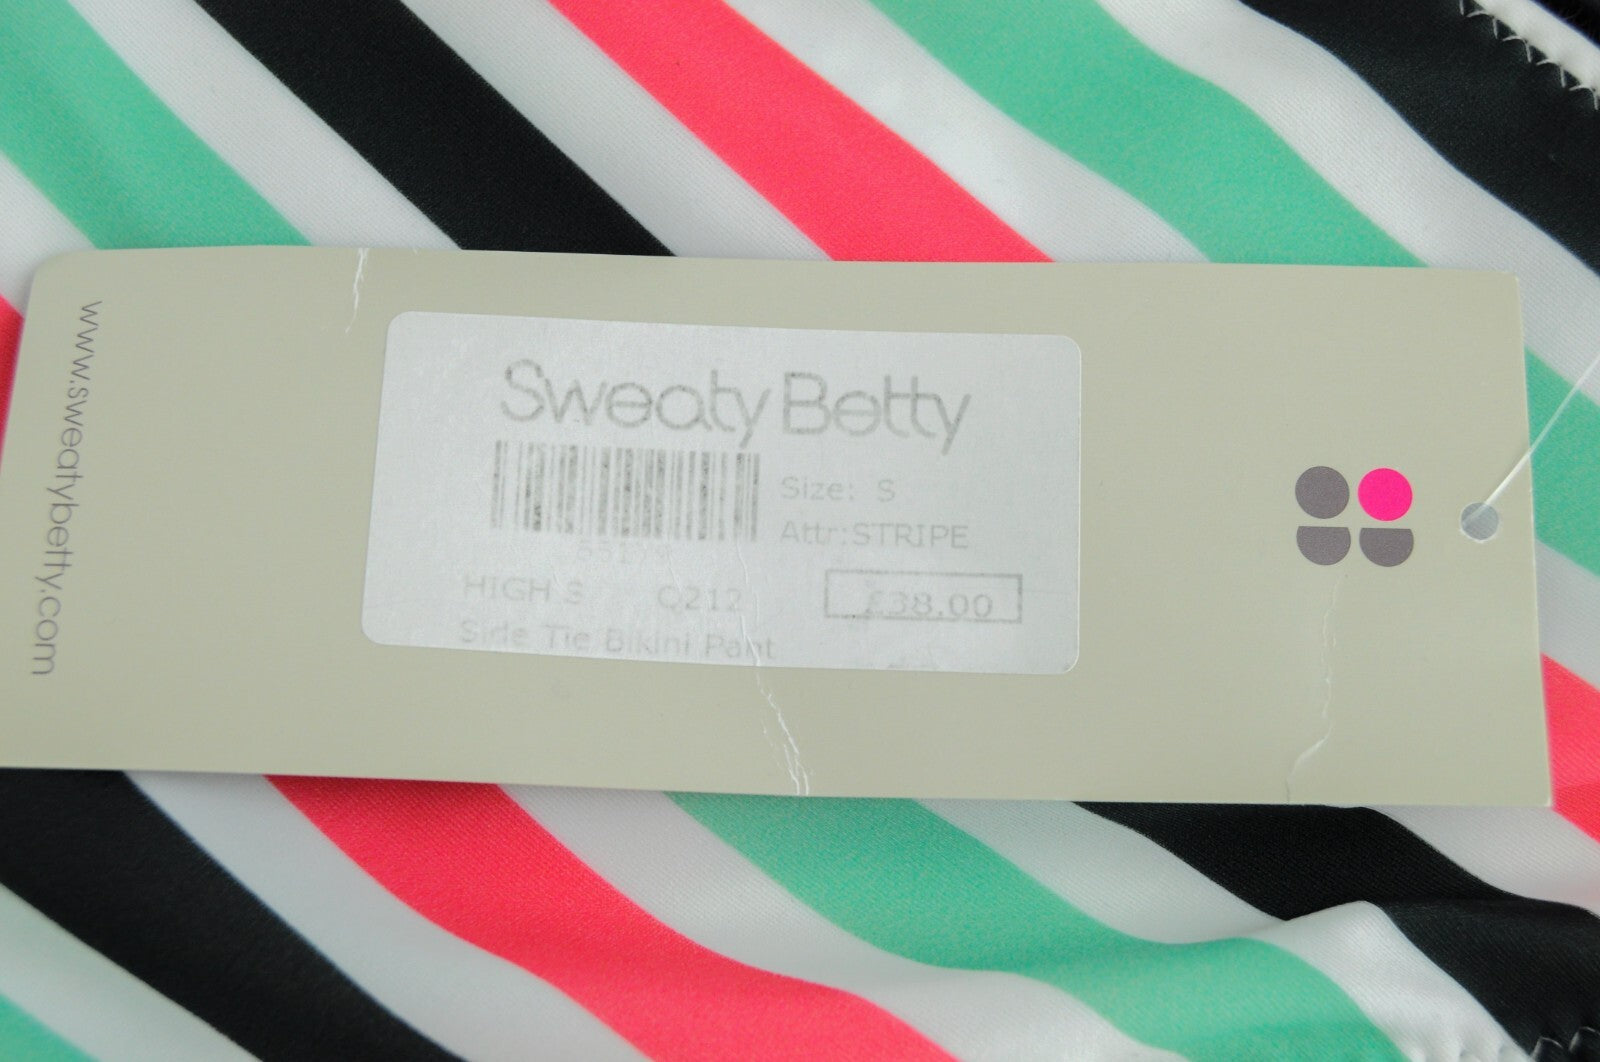 Sweaty Betty
Size: S
Attr:STRIPE
HIGH S Q212
£38.00
Side Tie Bikini Pant
www.sweatybetty.com